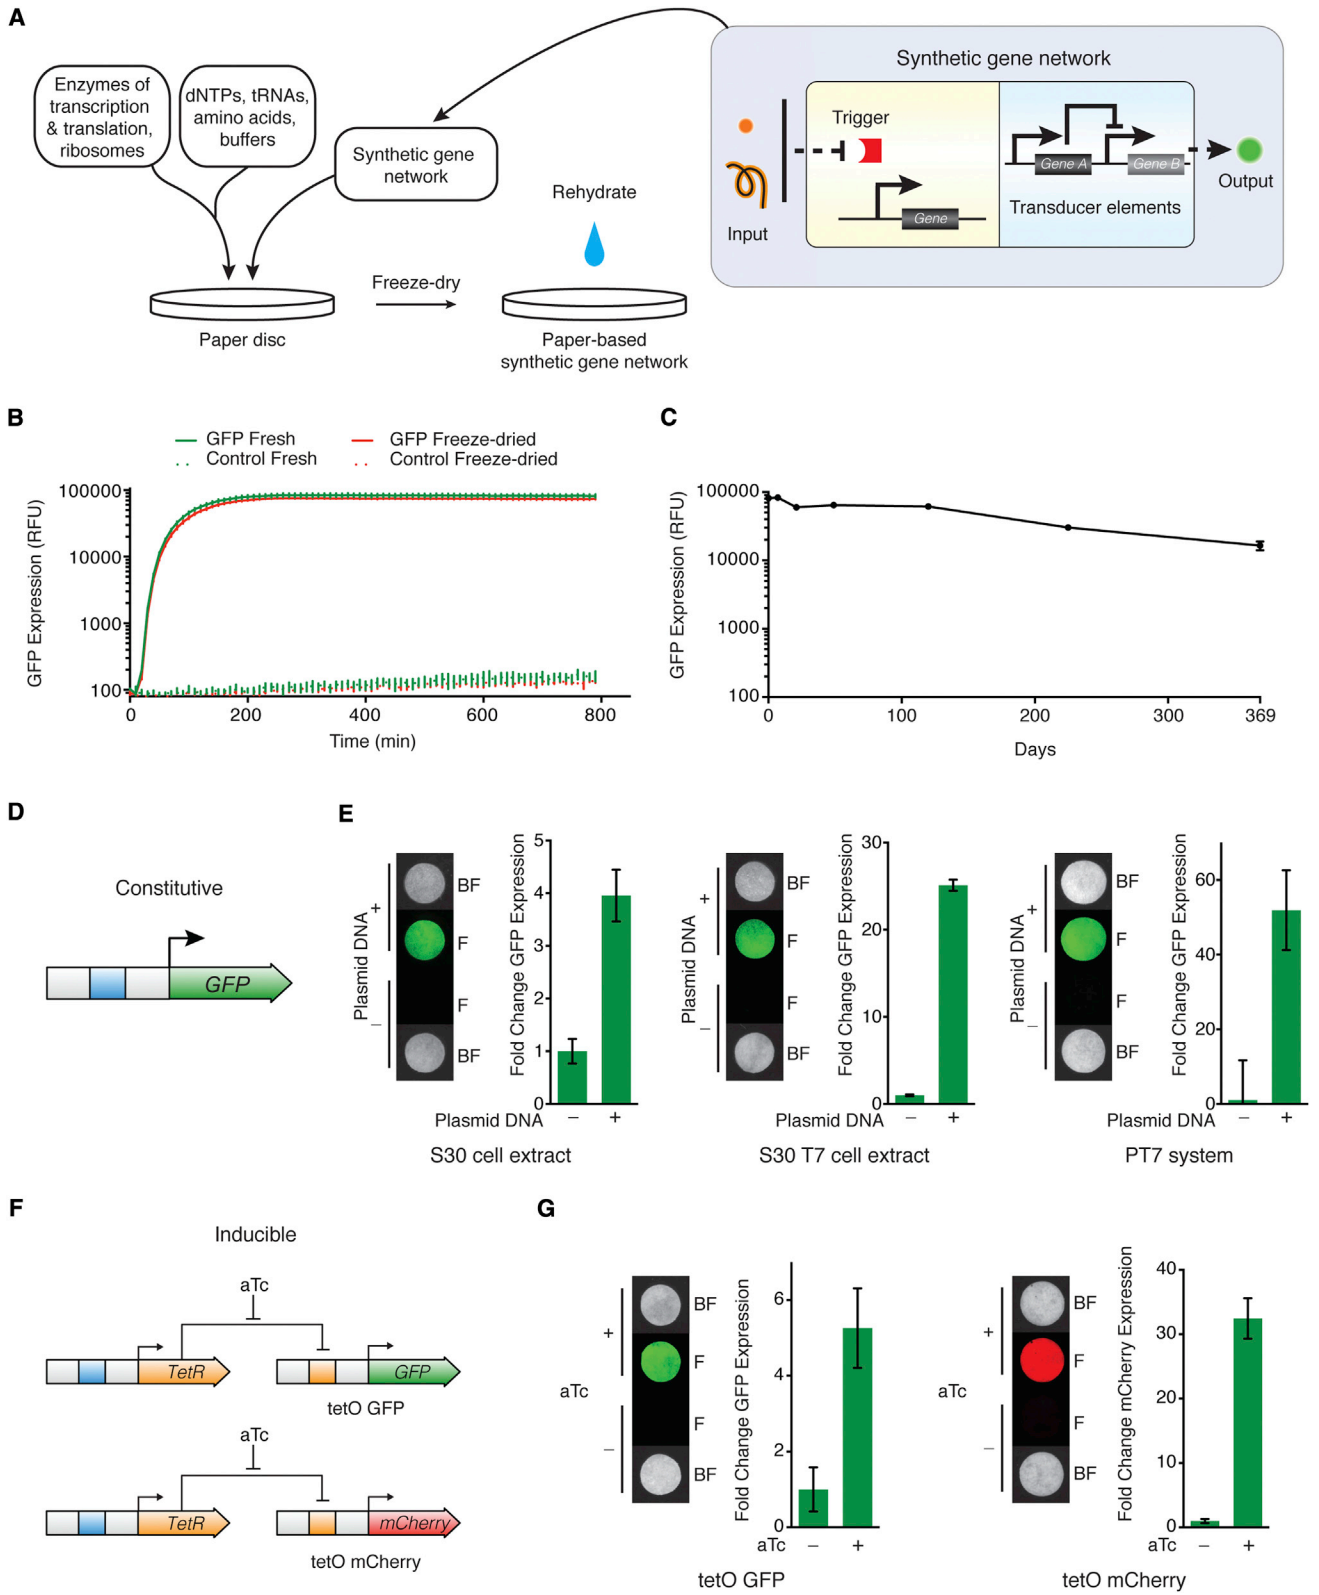 A
Enzymes of
transcription
& translation,
ribosomes
dNTPs, tRNAs,
amino acids,
buffers
Synthetic gene
network
Rehydrate
Freeze-dry
Paper disc
Paper-based
synthetic gene network
Synthetic gene network
Trigger
Gene
Gene A
Gene B
Transducer elements
Input
Output
B
GFP Fresh
Control Fresh
GFP Freeze-dried
Control Freeze-dried
GFP Expression (RFU)
100000
10000
1000
100
0 200 400 600 800
Time (min)
C
GFP Expression (RFU)
100000
10000
1000
100
0 100 200 300 369
Days
D
Constitutive
GFP
E
Plasmid DNA
+
–
BF
F
F
BF
Fold Change GFP Expression
5
4
3
2
1
0
Plasmid DNA – +
S30 cell extract
Plasmid DNA
+
–
BF
F
F
BF
Fold Change GFP Expression
30
20
10
0
Plasmid DNA – +
S30 T7 cell extract
Plasmid DNA
+
–
BF
F
F
BF
Fold Change GFP Expression
60
40
20
0
Plasmid DNA – +
PT7 system
F
Inducible
aTc
TetR
GFP
tetO GFP
aTc
TetR
mCherry
tetO mCherry
G
+
aTc
–
BF
F
F
BF
Fold Change GFP Expression
6
4
2
0
aTc – +
tetO GFP
+
aTc
–
BF
F
F
BF
Fold Change mCherry Expression
40
30
20
10
0
aTc – +
tetO mCherry